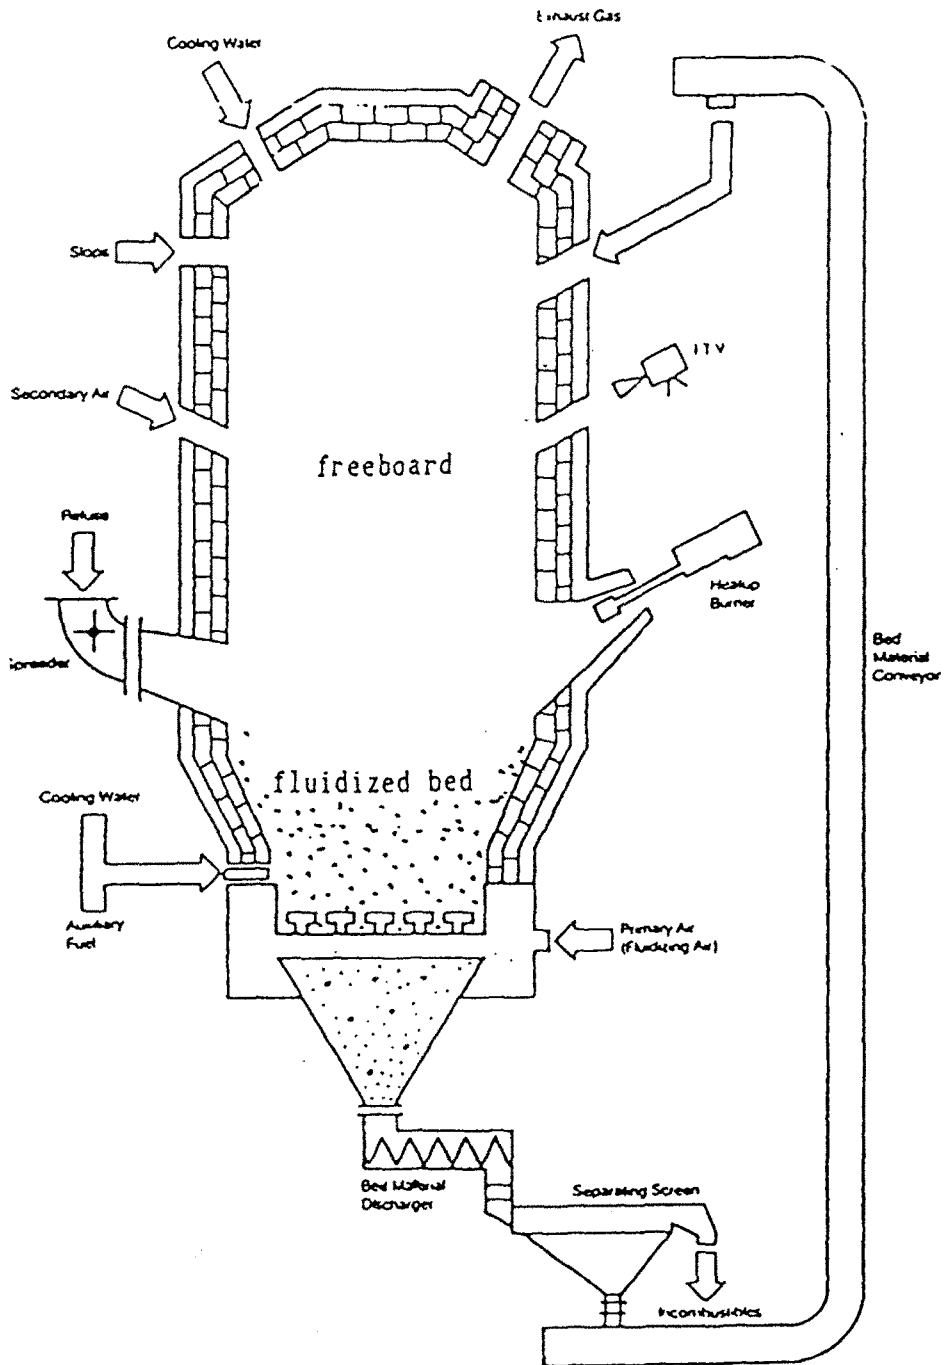 Exhaust Gas
Cooling Water
Slops
Secondary Air
ITV
freeboard
Refuse
Heatup
Burner
Spreader
Bed
Material
Conveyor
fluidized bed
Cooling Water
Auxiliary
Fuel
Primary Air
(Fluidizing Air)
Bed Material
Discharger
Separating Screen
Incombustibles